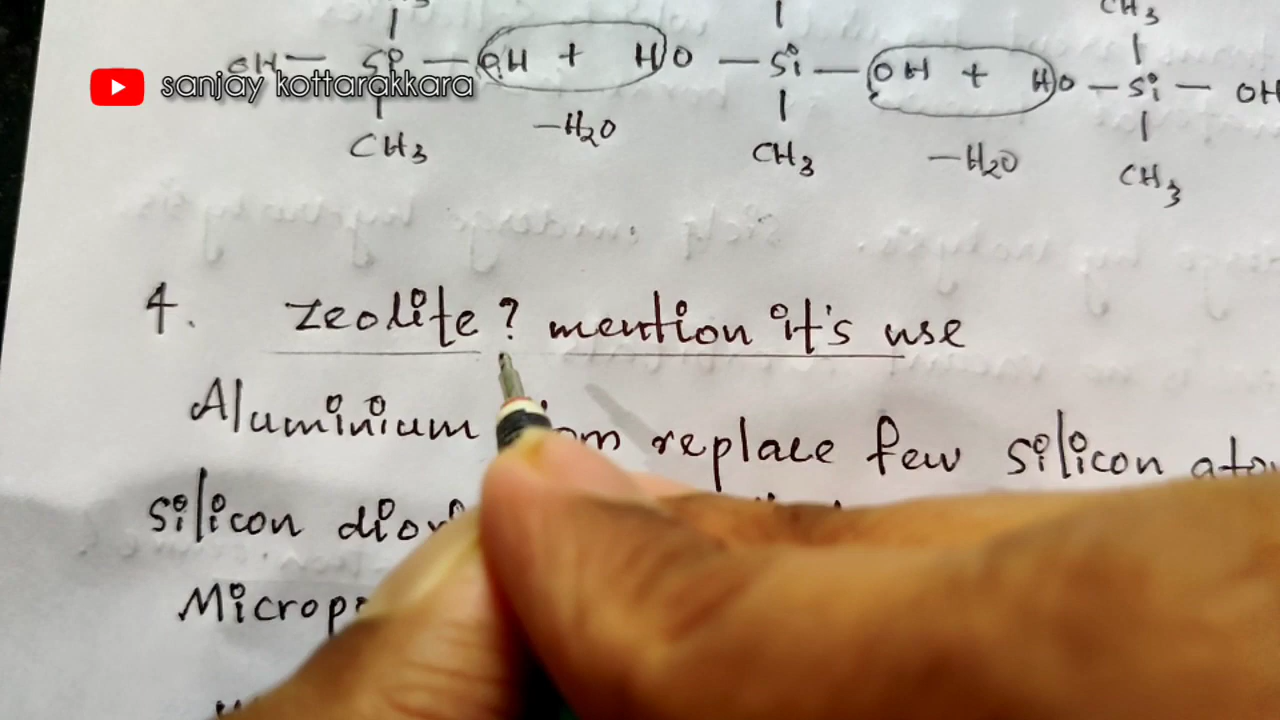 CH3
OH — Si — OH + HO — Si — OH + HO — Si — OH
sanjay kottarakkara
CH3 -H2O CH3 -H2O CH3
4. Zeolite ? mention it's use
Aluminium replace few silicon
silicon